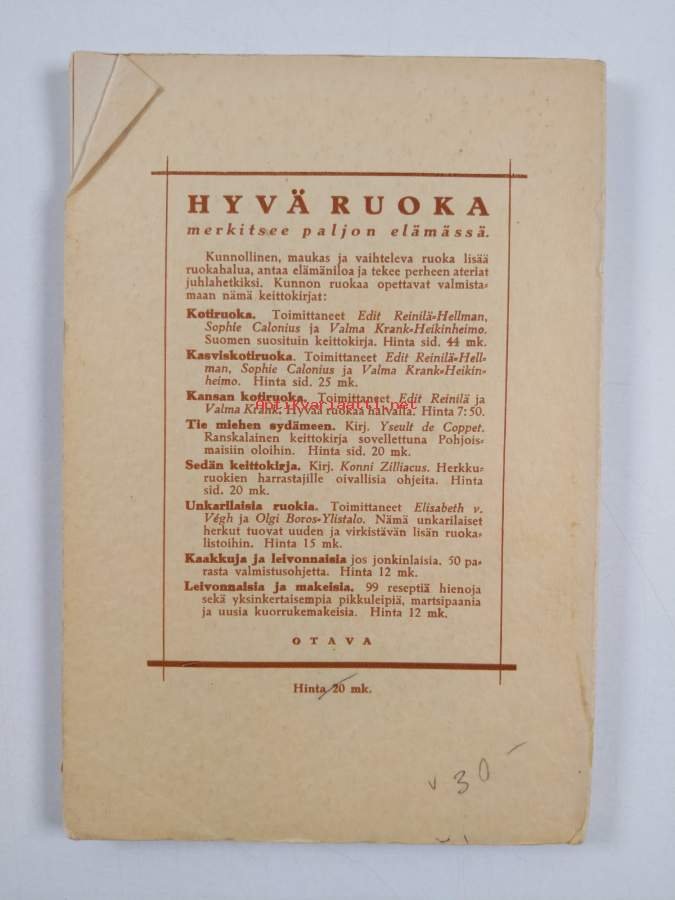 HYVÄ RUOKA
merkitsee paljon elämässä.
Kunnollinen, maukas ja vaihteleva ruoka lisää
ruokahalua, antaa elämäniloa ja tekee perheen ateriat
juhlahetkiksi. Kunnon ruokaa opettavat valmista-
maan nämä keittokirjat:
Kotiruoka. Toimittaneet Edit Reinilä-Hellman,
Sophie Calonius ja Valma Krank-Heikinheimo.
Suomen suosituin keittokirja. Hinta sid. 44 mk.
Kasviskotiruoka. Toimittaneet Edit Reinilä-Hell-
man, Sophie Calonius ja Valma Krank-Heikin-
heimo. Hinta sid. 25 mk.
Kansan kotiruoka. Toimittaneet Edit Reinilä ja
Valma Krank. Hyvää ruokaa halvalla. Hinta 7:50.
antikvariaatti.net
Tie miehen sydämeen. Kirj. Yseult de Coppet.
Ranskalainen keittokirja sovellettuna Pohjois-
maisiin oloihin. Hinta sid. 20 mk.
Sedän keittokirja. Kirj. Konni Zilliacus. Herkku-
ruokien harrastajille oivallisia ohjeita. Hinta
sid. 20 mk.
Unkarilaisia ruokia. Toimittaneet Elisabeth v.
Végh ja Olgi Boros-Ylistalo. Nämä unkarilaiset
herkut tuovat uuden ja virkistävän lisän ruoka-
listoihin. Hinta 15 mk.
Kaakkuja ja leivonnaisia jos jonkinlaisia. 50 pa-
rasta valmistusohjetta. Hinta 12 mk.
Leivonnaisia ja makeisia. 99 reseptiä hienoja
sekä yksinkertaisempia pikkuleipiä, martsipaania
ja uusia kuorrukemakeisia. Hinta 12 mk.
OTAVA
Hinta 20 mk.
v 30 -